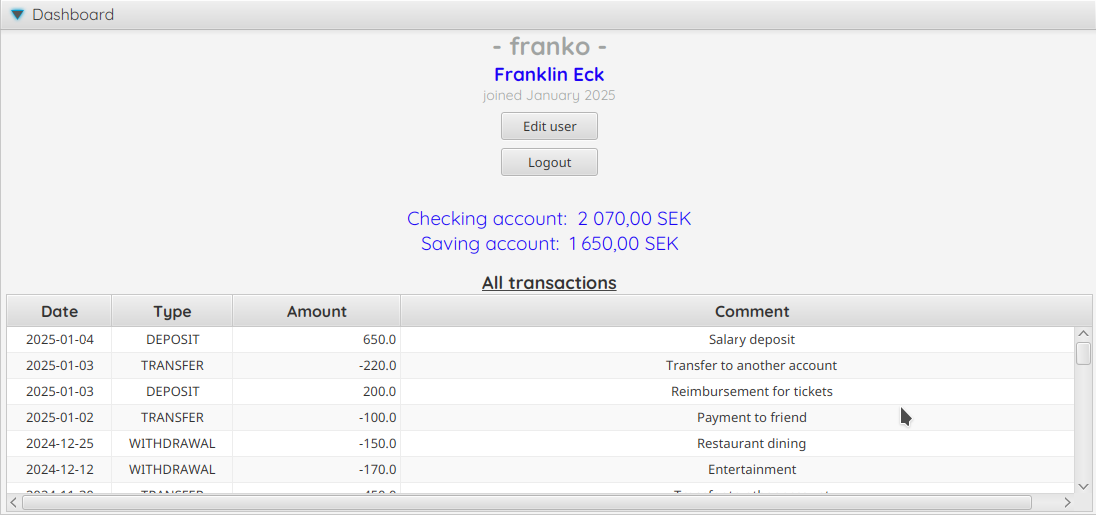 Dashboard
- franko -
Franklin Eck
joined January 2025
Edit user
Logout
Checking account: 2 070,00 SEK
Saving account: 1 650,00 SEK
All transactions
Date Type Amount Comment
2025-01-04 DEPOSIT 650.0 Salary deposit
2025-01-03 TRANSFER -220.0 Transfer to another account
2025-01-03 DEPOSIT 200.0 Reimbursement for tickets
2025-01-02 TRANSFER -100.0 Payment to friend
2024-12-25 WITHDRAWAL -150.0 Restaurant dining
2024-12-12 WITHDRAWAL -170.0 Entertainment